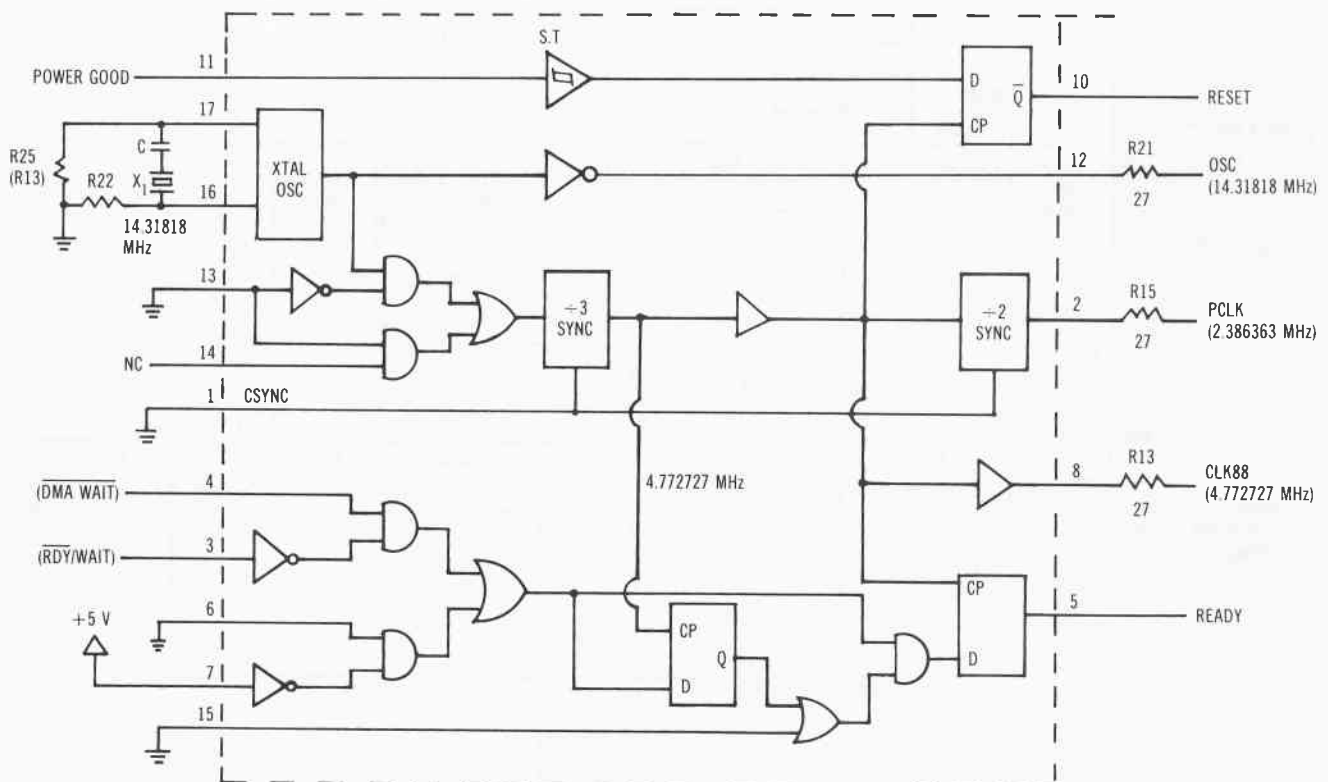 S.T
POWER GOOD
11
D
Q̅
CP
10
RESET
17
R25
(R13)
C
X1
R22
16
14.31818
MHz
XTAL
OSC
12
R21
27
OSC
(14.31818 MHz)
13
NC
14
÷3
SYNC
÷2
SYNC
2
R15
27
PCLK
(2.386363 MHz)
1
CSYNC
4.772727 MHz
8
R13
27
CLK88
(4.772727 MHz)
(D̅M̅A̅ ̅W̅A̅I̅T̅)
4
(R̅D̅Y̅/WAIT)
3
6
+5 V
7
15
CP
Q
D
CP
D
5
READY